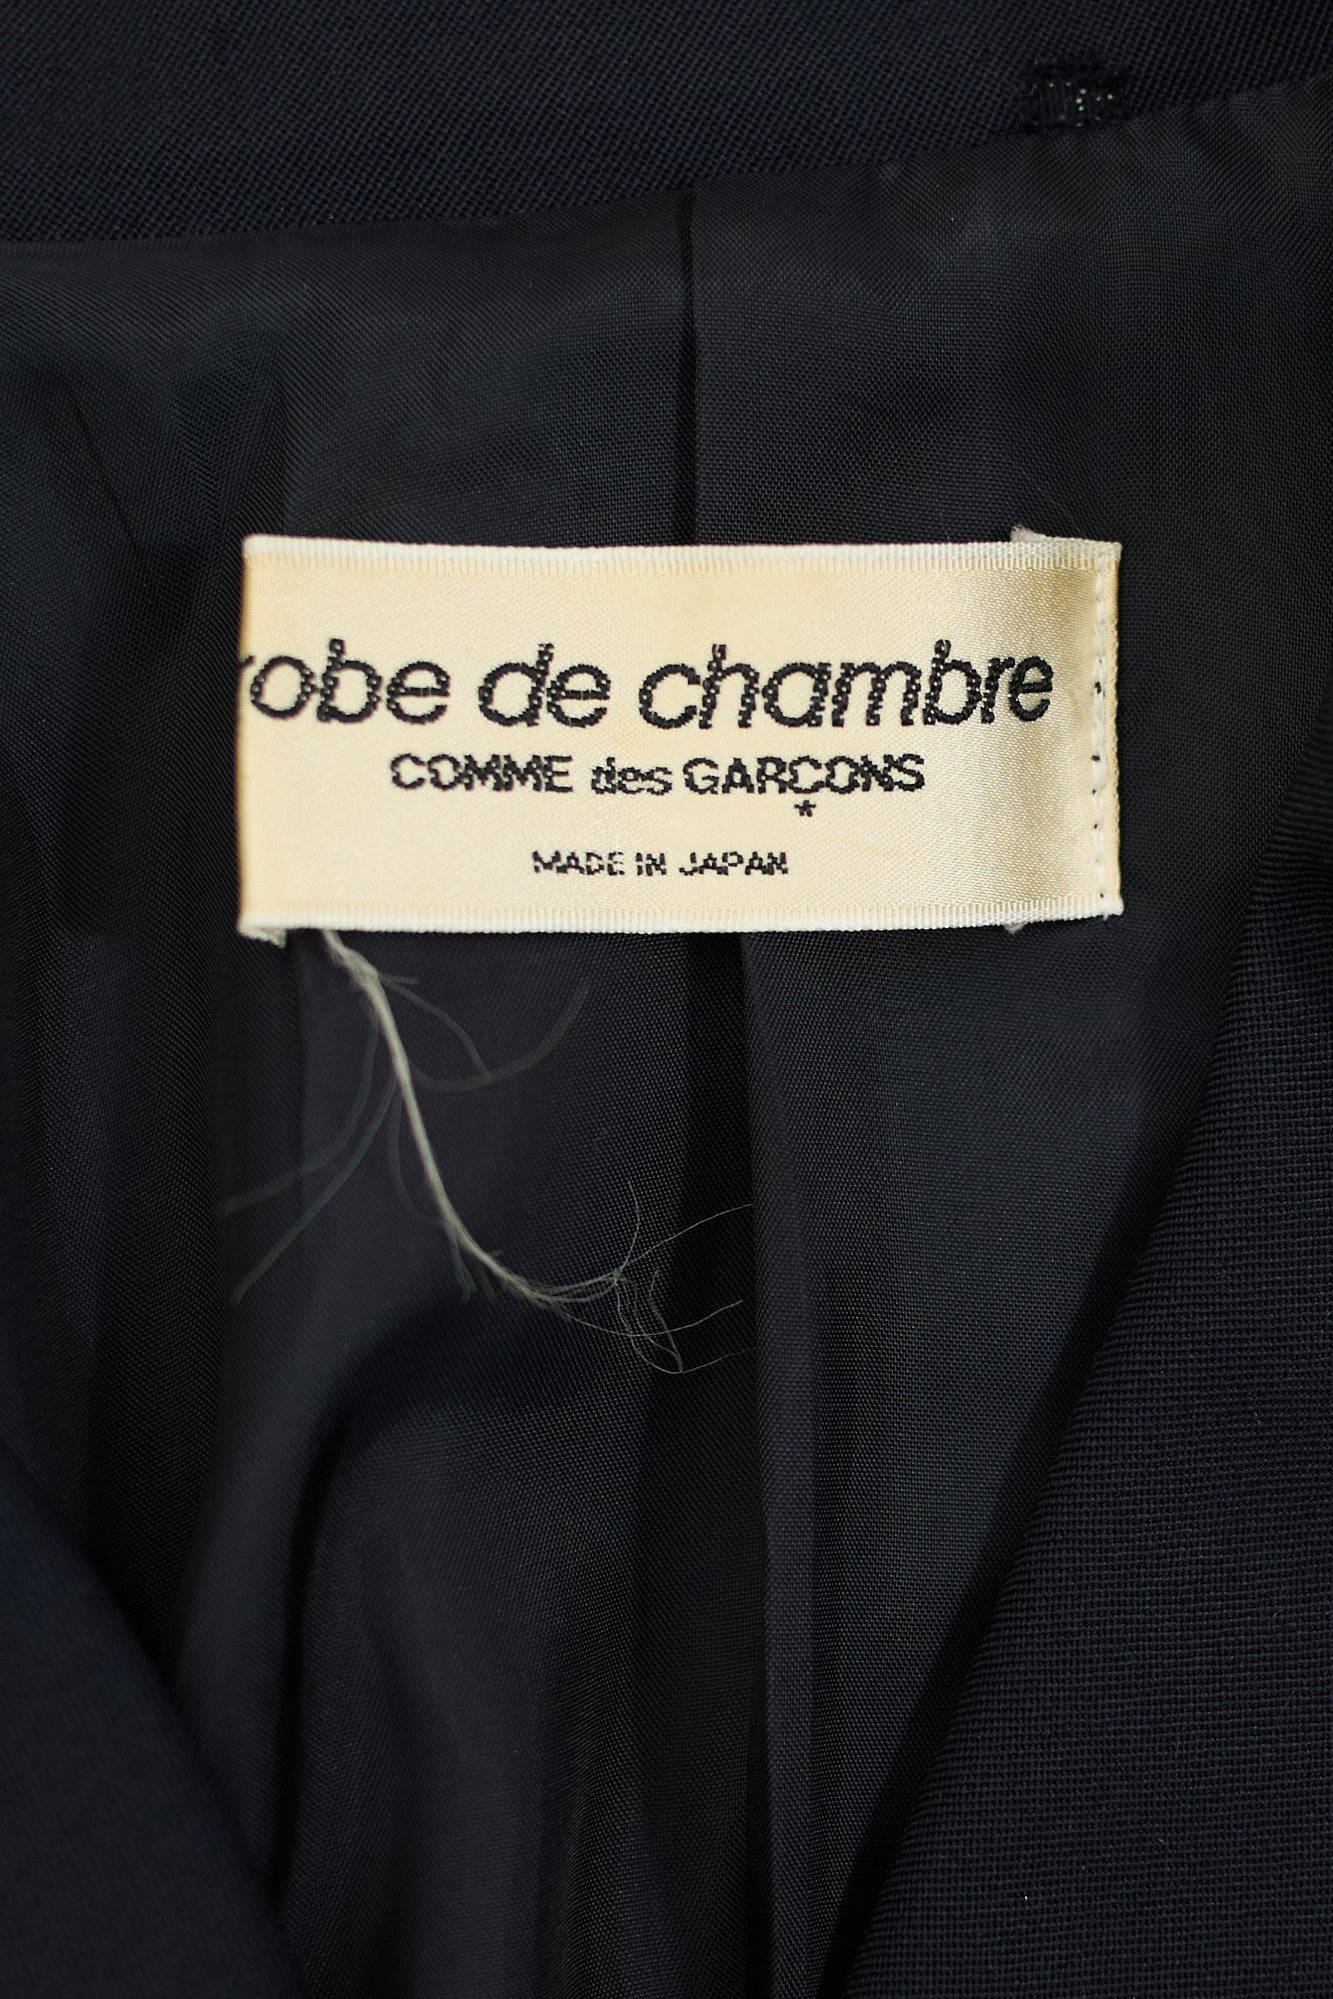 robe de chambre
COMME des GARÇONS
*
MADE IN JAPAN